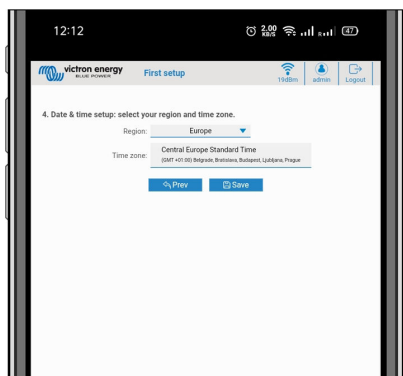 12:12
2.00 KB/S R 47
victron energy
BLUE POWER
First setup
19dBm
admin
Logout
4. Date & time setup: select your region and time zone.
Region: Europe
Time zone: Central Europe Standard Time
(GMT +01:00) Belgrade, Bratislava, Budapest, Ljubljana, Prague
Prev
Save